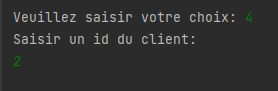 Veuillez saisir votre choix: 4
Saisir un id du client:
2